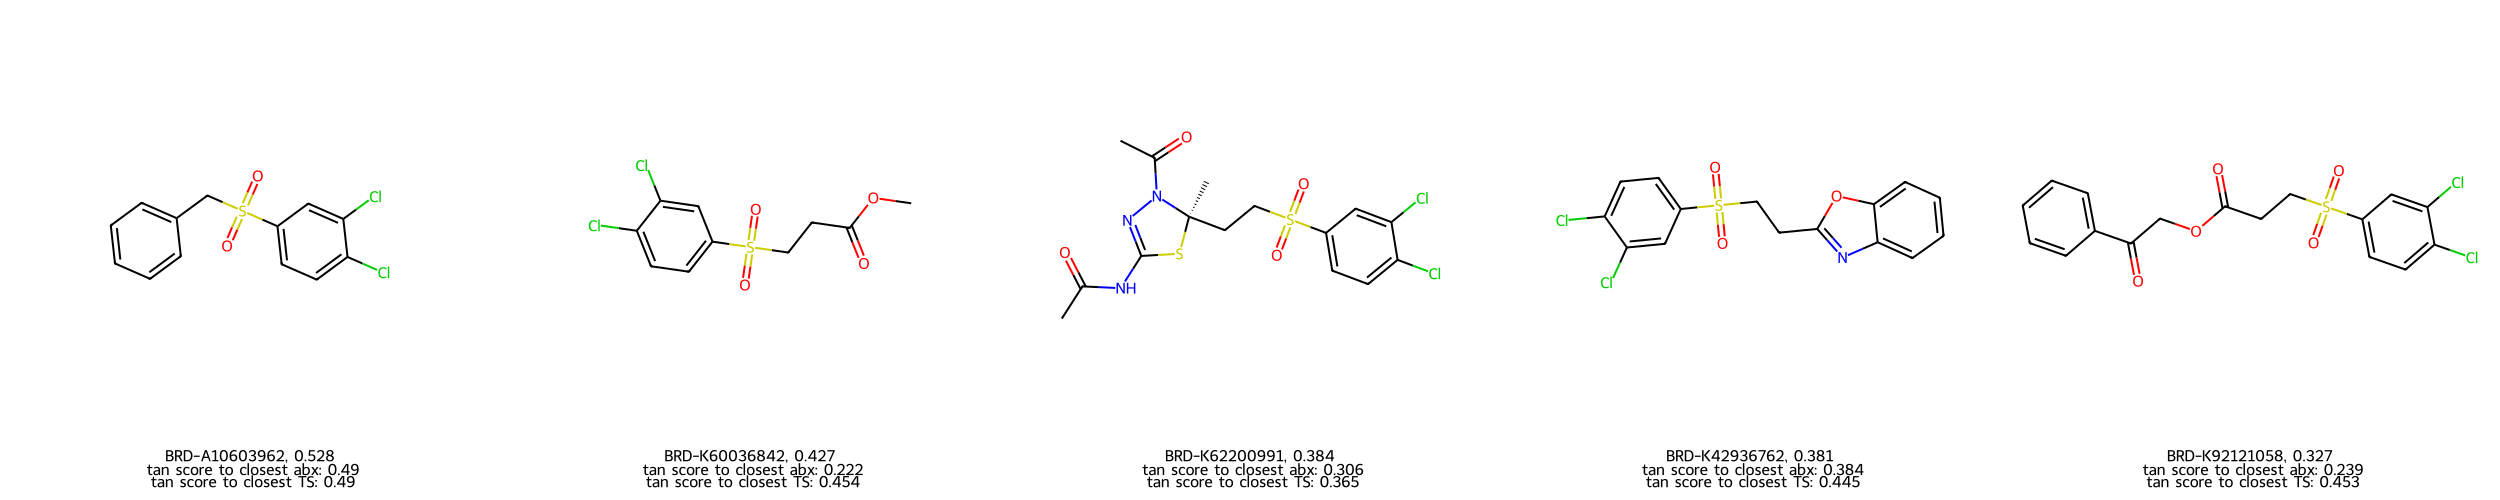 O
S
O
Cl
Cl
Cl
Cl
O
S
O
O
O
O
N
O
N
S
O
NH
O
S
O
Cl
Cl
Cl
Cl
O
S
O
O
N
O
O
O
O
S
O
Cl
Cl
BRD-A10603962, 0.528
tan score to closest abx: 0.49
tan score to closest TS: 0.49
BRD-K60036842, 0.427
tan score to closest abx: 0.222
tan score to closest TS: 0.454
BRD-K62200991, 0.384
tan score to closest abx: 0.306
tan score to closest TS: 0.365
BRD-K42936762, 0.381
tan score to closest abx: 0.384
tan score to closest TS: 0.445
BRD-K92121058, 0.327
tan score to closest abx: 0.239
tan score to closest TS: 0.453